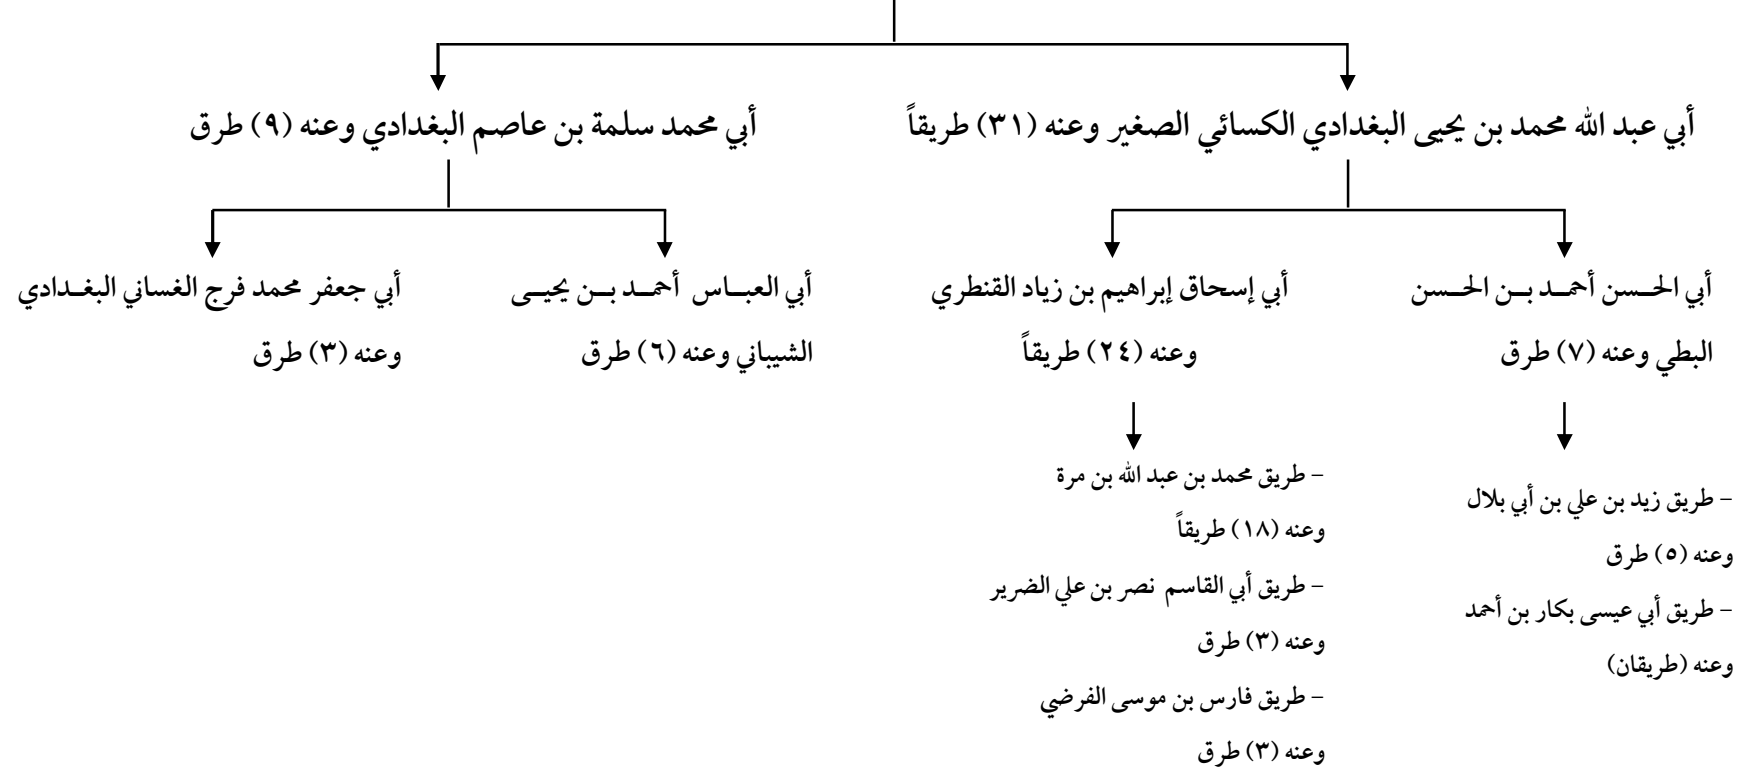 أبي عبد الله محمد بن يحيى البغدادي الكسائي الصغير وعنه (٣١) طريقاً
أبي محمد سلمة بن عاصم البغدادي وعنه (٩) طرق
أبي الحسن أحمد بن الحسن
البطي وعنه (٧) طرق
أبي إسحاق إبراهيم بن زياد القنطري
وعنه (٢٤) طريقاً
أبي العباس أحمد بن يحيى
الشيباني وعنه (٦) طرق
أبي جعفر محمد فرج الغساني البغدادي
وعنه (٣) طرق
– طريق زيد بن علي بن أبي بلال
وعنه (٥) طرق
– طريق أبي عيسى بكار بن أحمد
وعنه (طريقان)
– طريق محمد بن عبد الله بن مرة
وعنه (١٨) طريقاً
– طريق أبي القاسم نصر بن علي الضرير
وعنه (٣) طرق
– طريق فارس بن موسى الفرضي
وعنه (٣) طرق